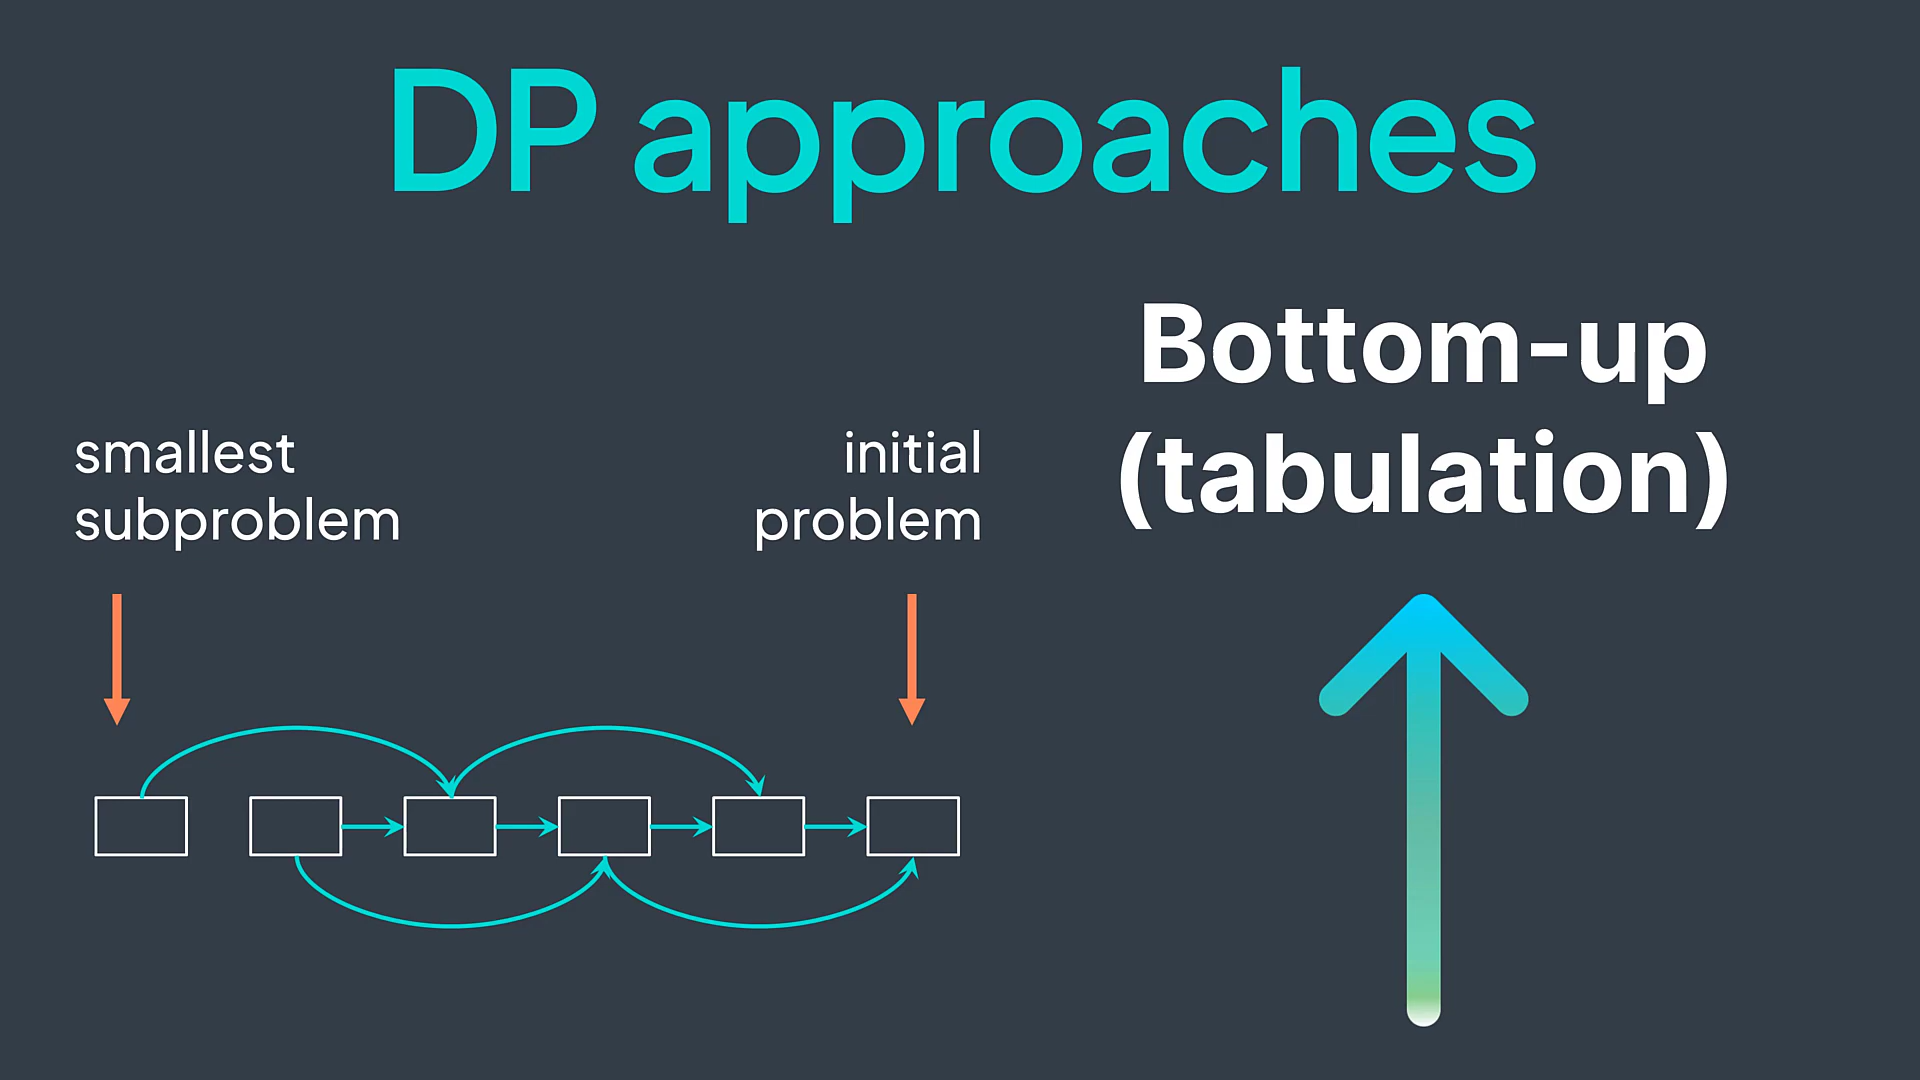 DP approaches
smallest
subproblem
initial
problem
Bottom-up
(tabulation)